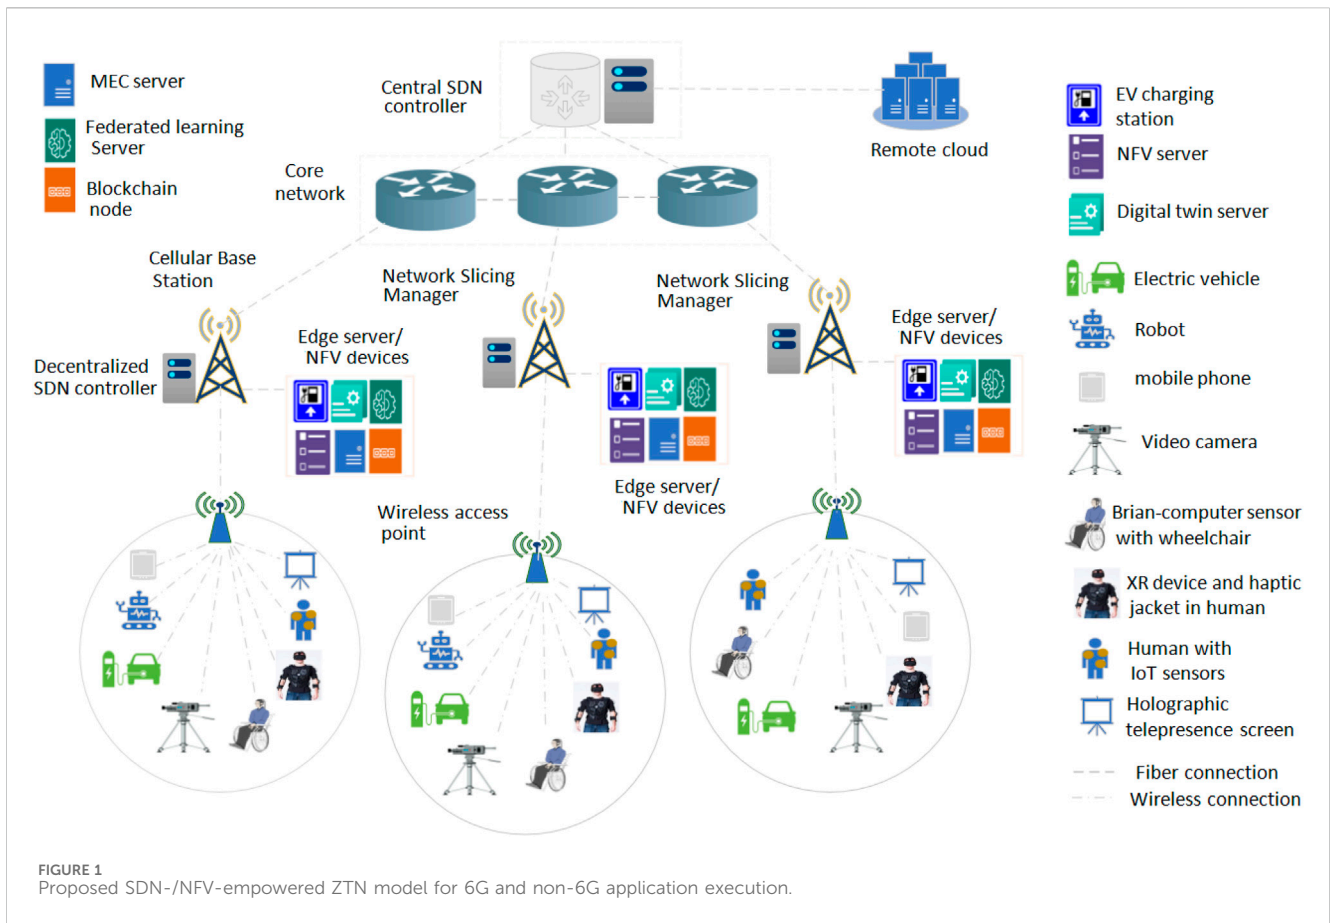 MEC server
Federated learning
Server
Blockchain
node
Central SDN
controller
Remote cloud
EV charging
station
NFV server
Digital twin server
Electric vehicle
Robot
mobile phone
Video camera
Brian-computer sensor
with wheelchair
XR device and haptic
jacket in human
Human with
IoT sensors
Holographic
telepresence screen
Fiber connection
Wireless connection
Core
network
Cellular Base
Station
Network Slicing
Manager
Network Slicing
Manager
Decentralized
SDN controller
Edge server/
NFV devices
Edge server/
NFV devices
Edge server/
NFV devices
Wireless access
point
FIGURE 1
Proposed SDN-/NFV-empowered ZTN model for 6G and non-6G application execution.